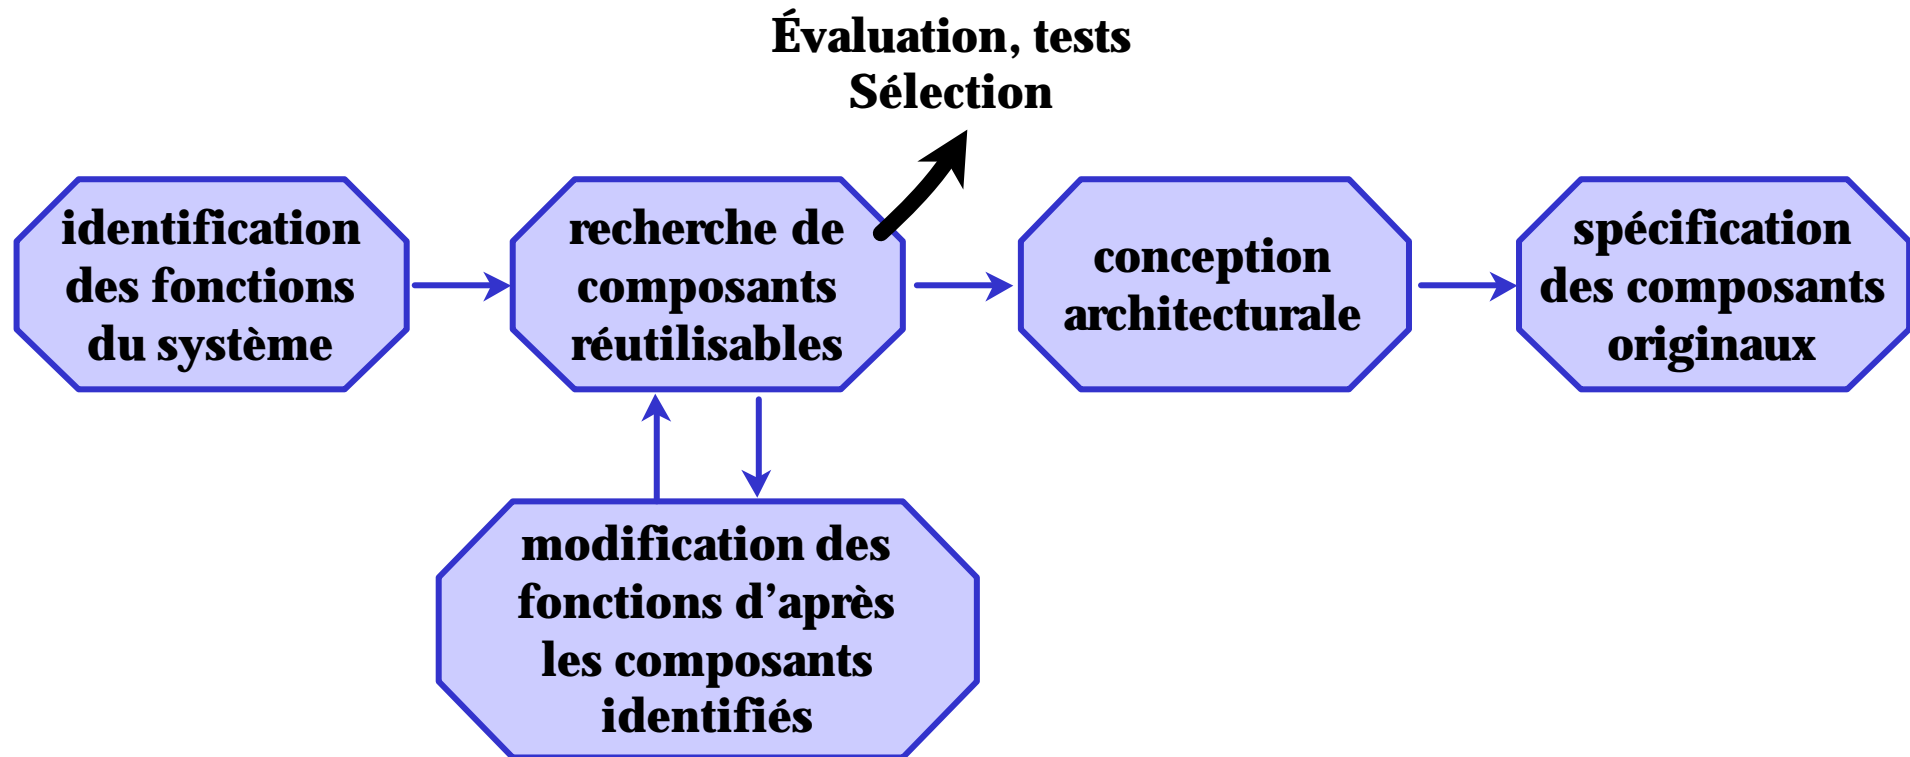 Évaluation, tests
Sélection
identification
des fonctions
du système
recherche de
composants
réutilisables
conception
architecturale
spécification
des composants
originaux
modification des
fonctions d’après
les composants
identifiés